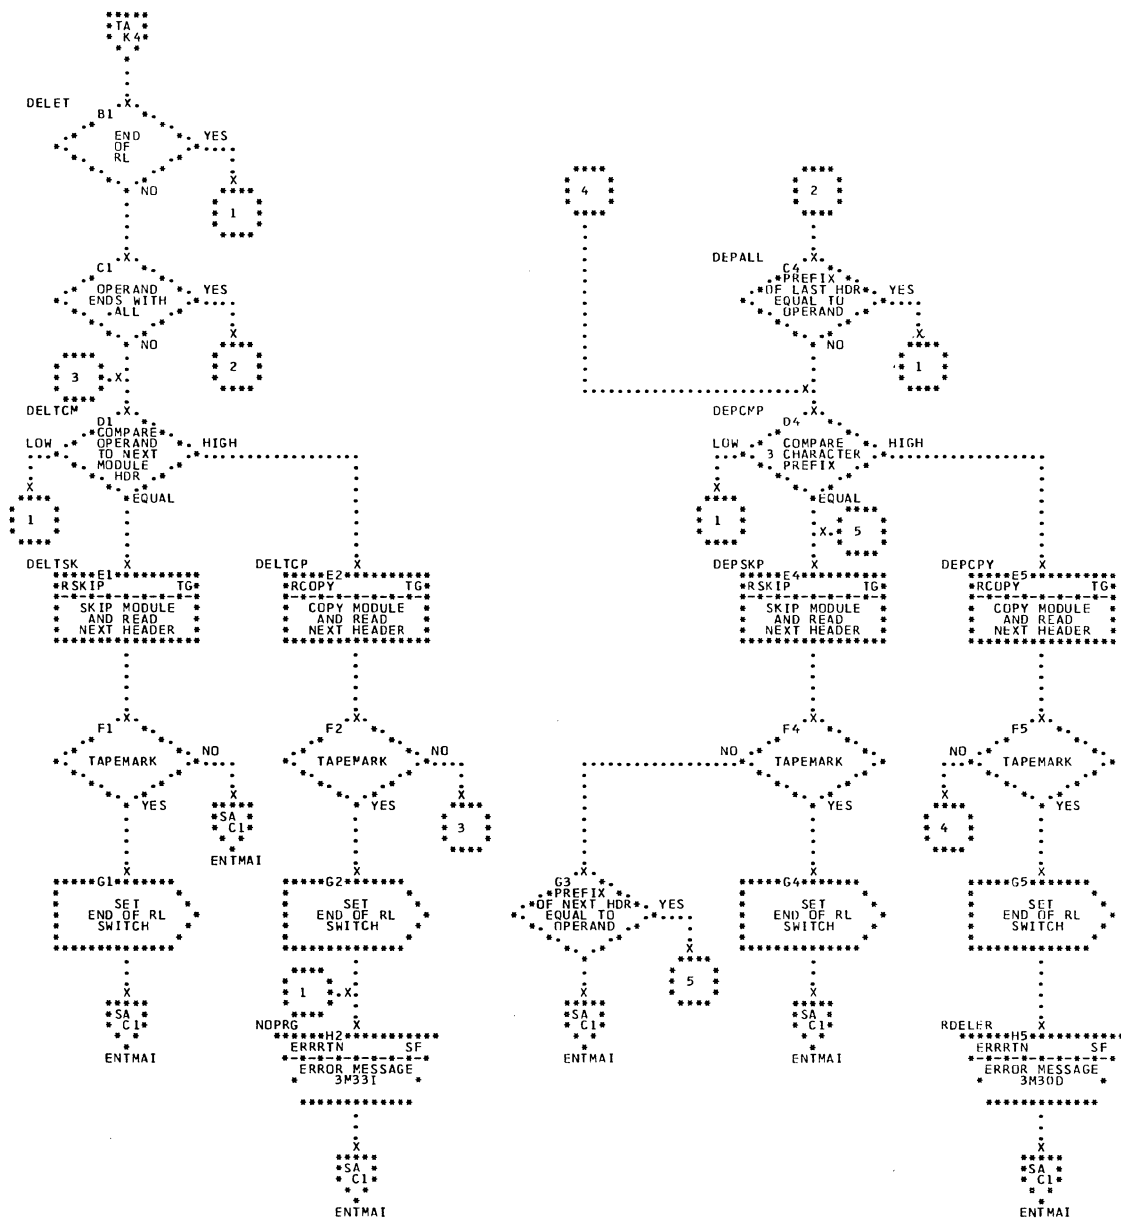 TA
K4
DELET
B1
END
OF
RL
YES
NO
1
4
2
C1
OPERAND
ENDS WITH
ALL
YES
NO
2
DEPALL
C4
PREFIX
OF LAST HDR
EQUAL TO
OPERAND
YES
NO
1
3
DELTCM
D1
COMPARE
OPERAND
TO NEXT
MODULE
HDR
LOW
HIGH
EQUAL
1
DEPCMP
D4
COMPARE
3 CHARACTER
PREFIX
LOW
HIGH
EQUAL
1
5
DELTSK
E1
RSKIP TG
SKIP MODULE
AND READ
NEXT HEADER
DELTCP
E2
RCOPY TG
COPY MODULE
AND READ
NEXT HEADER
DEPSKP
E4
RSKIP TG
SKIP MODULE
AND READ
NEXT HEADER
DEPCPY
E5
RCOPY TG
COPY MODULE
AND READ
NEXT HEADER
F1
TAPEMARK
NO
YES
SA
C1
ENTMAI
F2
TAPEMARK
NO
YES
3
F4
NO
TAPEMARK
YES
F5
NO
TAPEMARK
YES
4
G1
SET
END OF RL
SWITCH
G2
SET
END OF RL
SWITCH
G3
PREFIX
OF NEXT HDR
EQUAL TO
OPERAND
YES
5
G4
SET
END OF RL
SWITCH
G5
SET
END OF RL
SWITCH
SA
C1
ENTMAI
1
NOPRG
H2
ERRRTN SF
ERROR MESSAGE
3M33I
SA
C1
ENTMAI
SA
C1
ENTMAI
SA
C1
ENTMAI
RDELER
H5
ERRRTN SF
ERROR MESSAGE
3M30D
SA
C1
ENTMAI